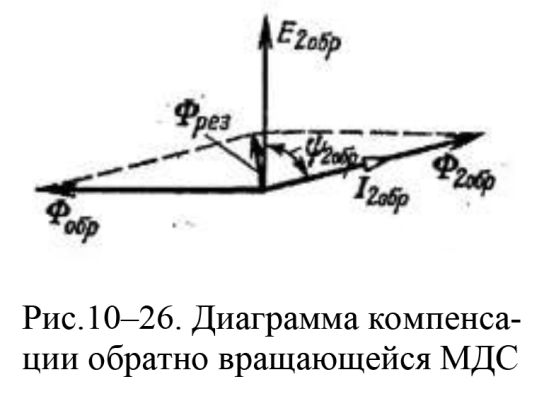 E2обр
Φрез
ψ2обр
Φ2обр
I2обр
Φобр
Рис.10–26. Диаграмма компенса-
ции обратно вращающейся МДС